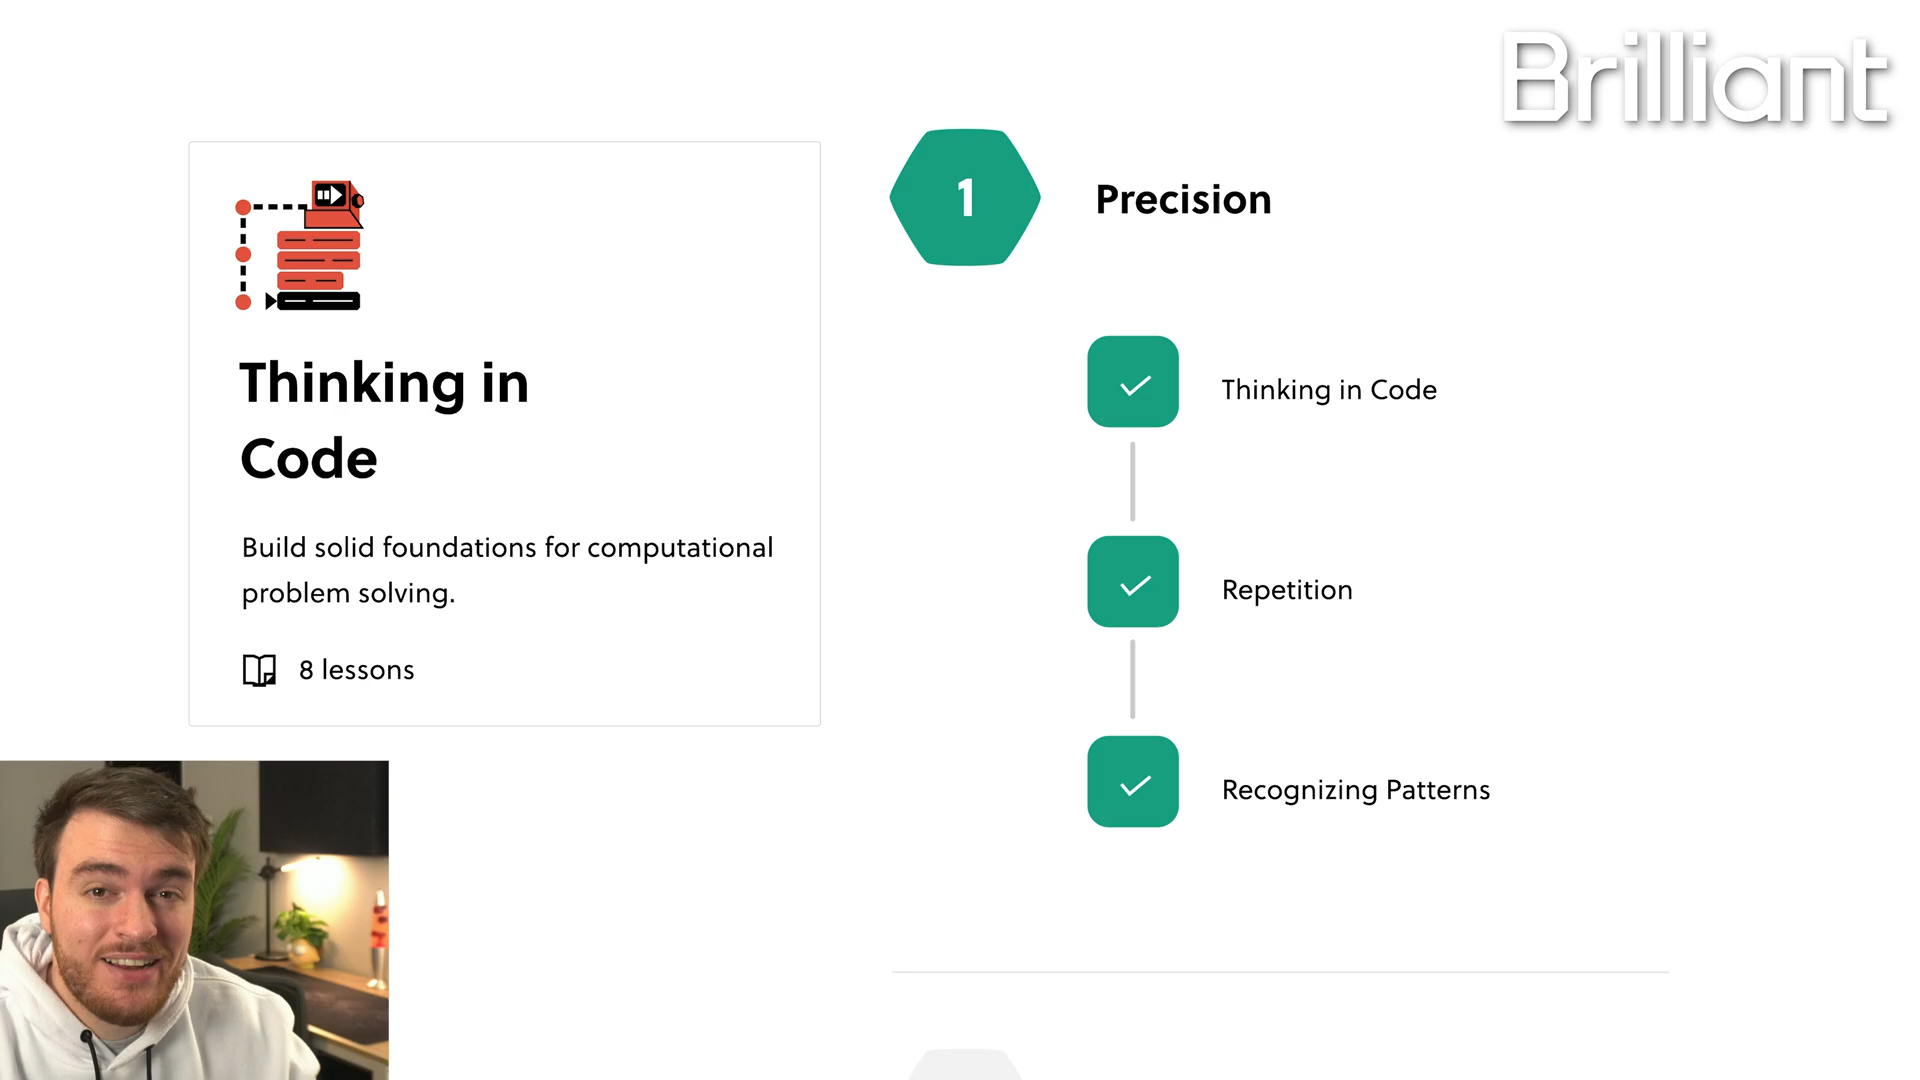 Brilliant
Thinking in
Code
Build solid foundations for computational
problem solving.
8 lessons
1
Precision
Thinking in Code
Repetition
Recognizing Patterns